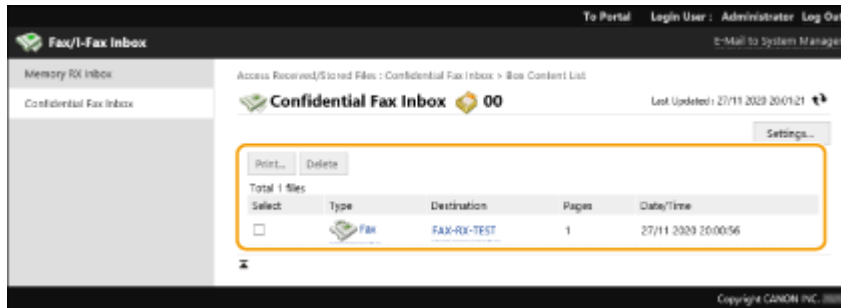 To Portal Login User : Administrator Log Out
Fax/I-Fax Inbox
E-Mail to System Manager
Memory RX Inbox
Confidential Fax Inbox
Access Received/Stored Files : Confidential Fax Inbox > Box Content List
Confidential Fax Inbox 00
Last Updated : 27/11 2020 20:01:21
Settings...
Print... Delete
Total 1 files
Select Type Destination Pages Date/Time
Fax FAX-RX-TEST 1 27/11 2020 20:00:56
Copyright CANON INC.